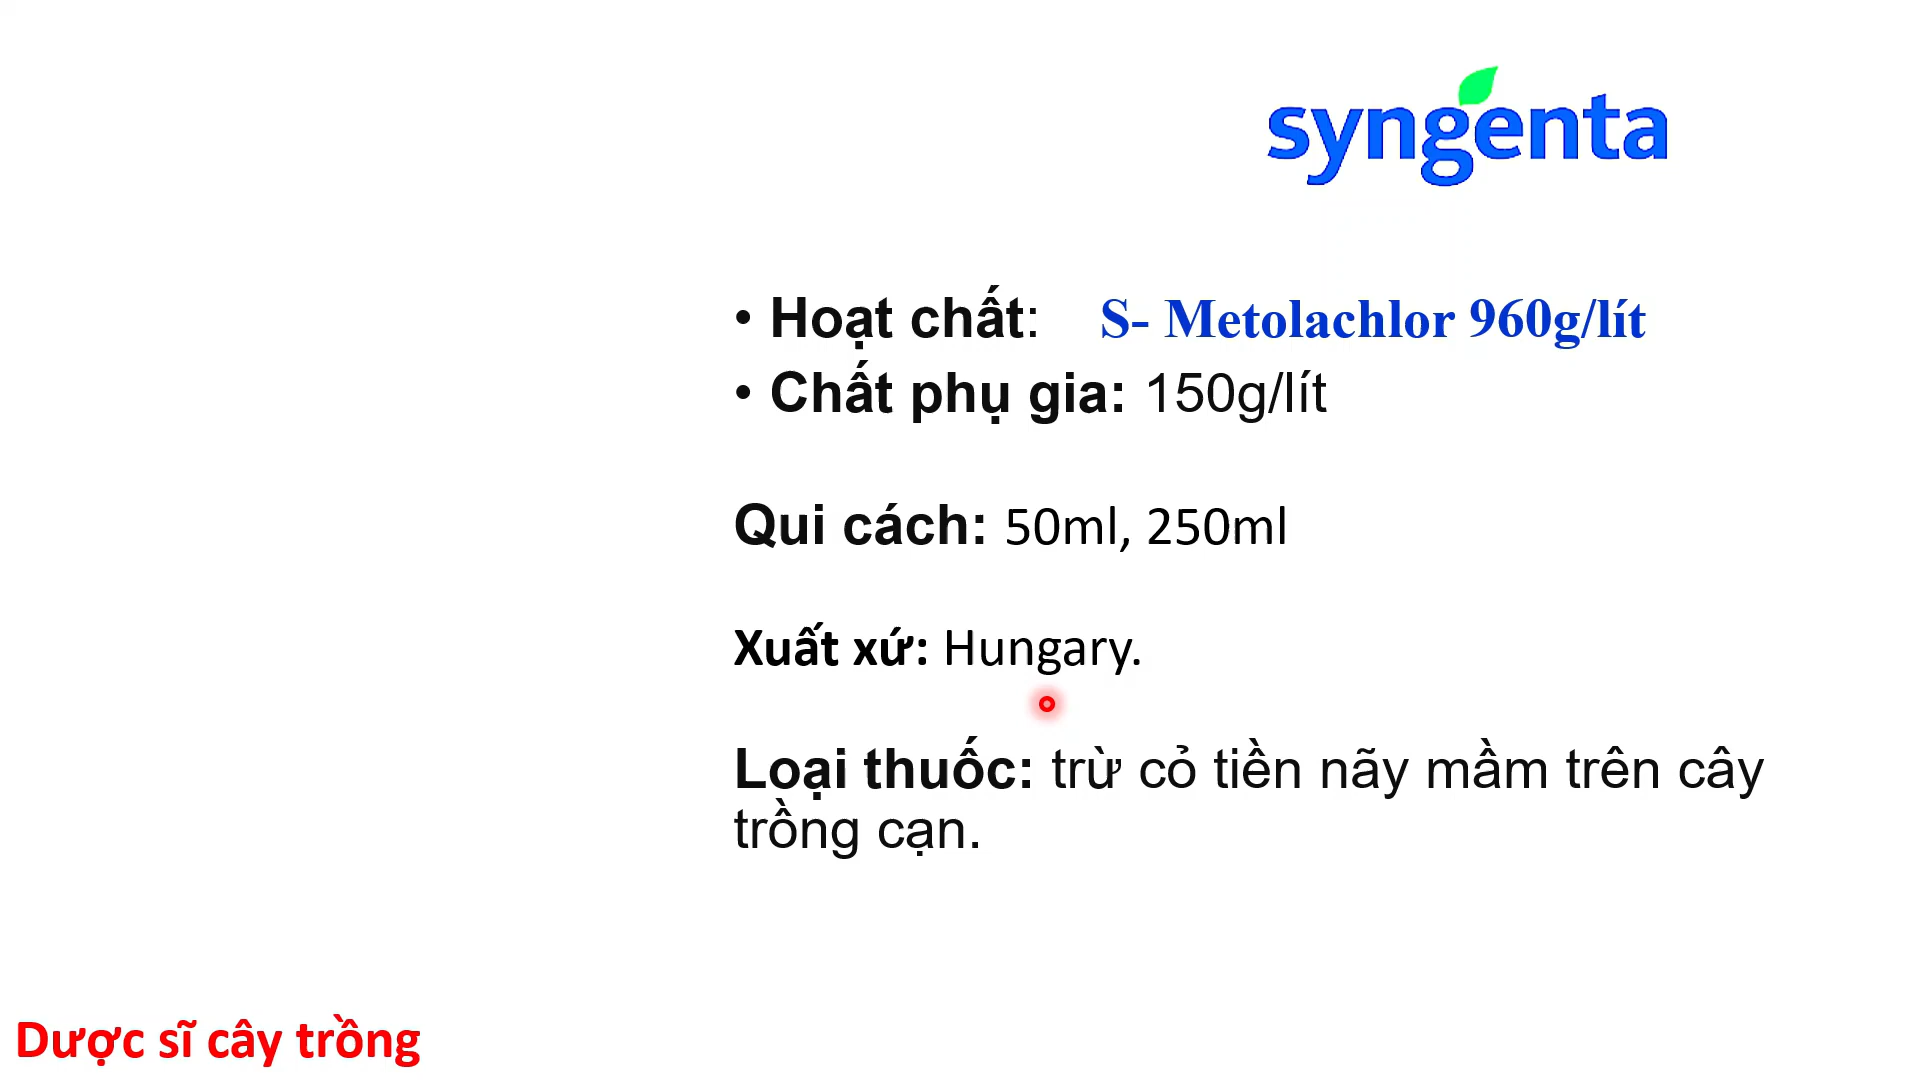 syngenta
• Hoạt chất: S- Metolachlor 960g/lít
• Chất phụ gia: 150g/lít
Qui cách: 50ml, 250ml
Xuất xứ: Hungary.
Loại thuốc: trừ cỏ tiền nãy mầm trên cây
trồng cạn.
Dược sĩ cây trồng